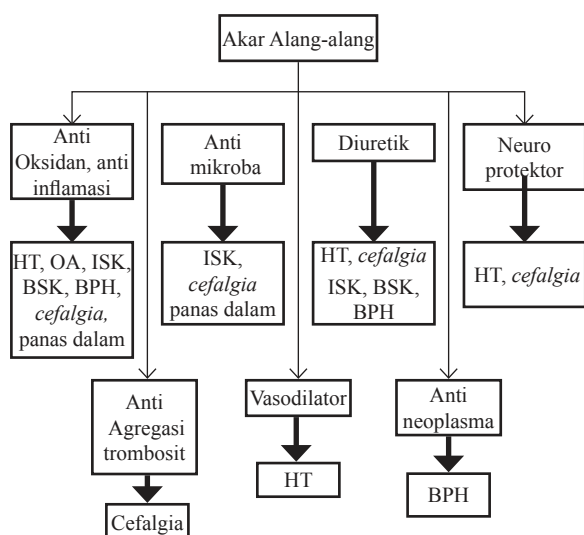 Akar Alang-alang
Anti
Oksidan, anti
inflamasi
Anti
mikroba
Diuretik
Neuro
protektor
HT, OA, ISK,
BSK, BPH,
cefalgia,
panas dalam
ISK,
cefalgia
panas dalam
HT, cefalgia
ISK, BSK,
BPH
HT, cefalgia
Anti
Agregasi
trombosit
Vasodilator
Anti
neoplasma
Cefalgia
HT
BPH